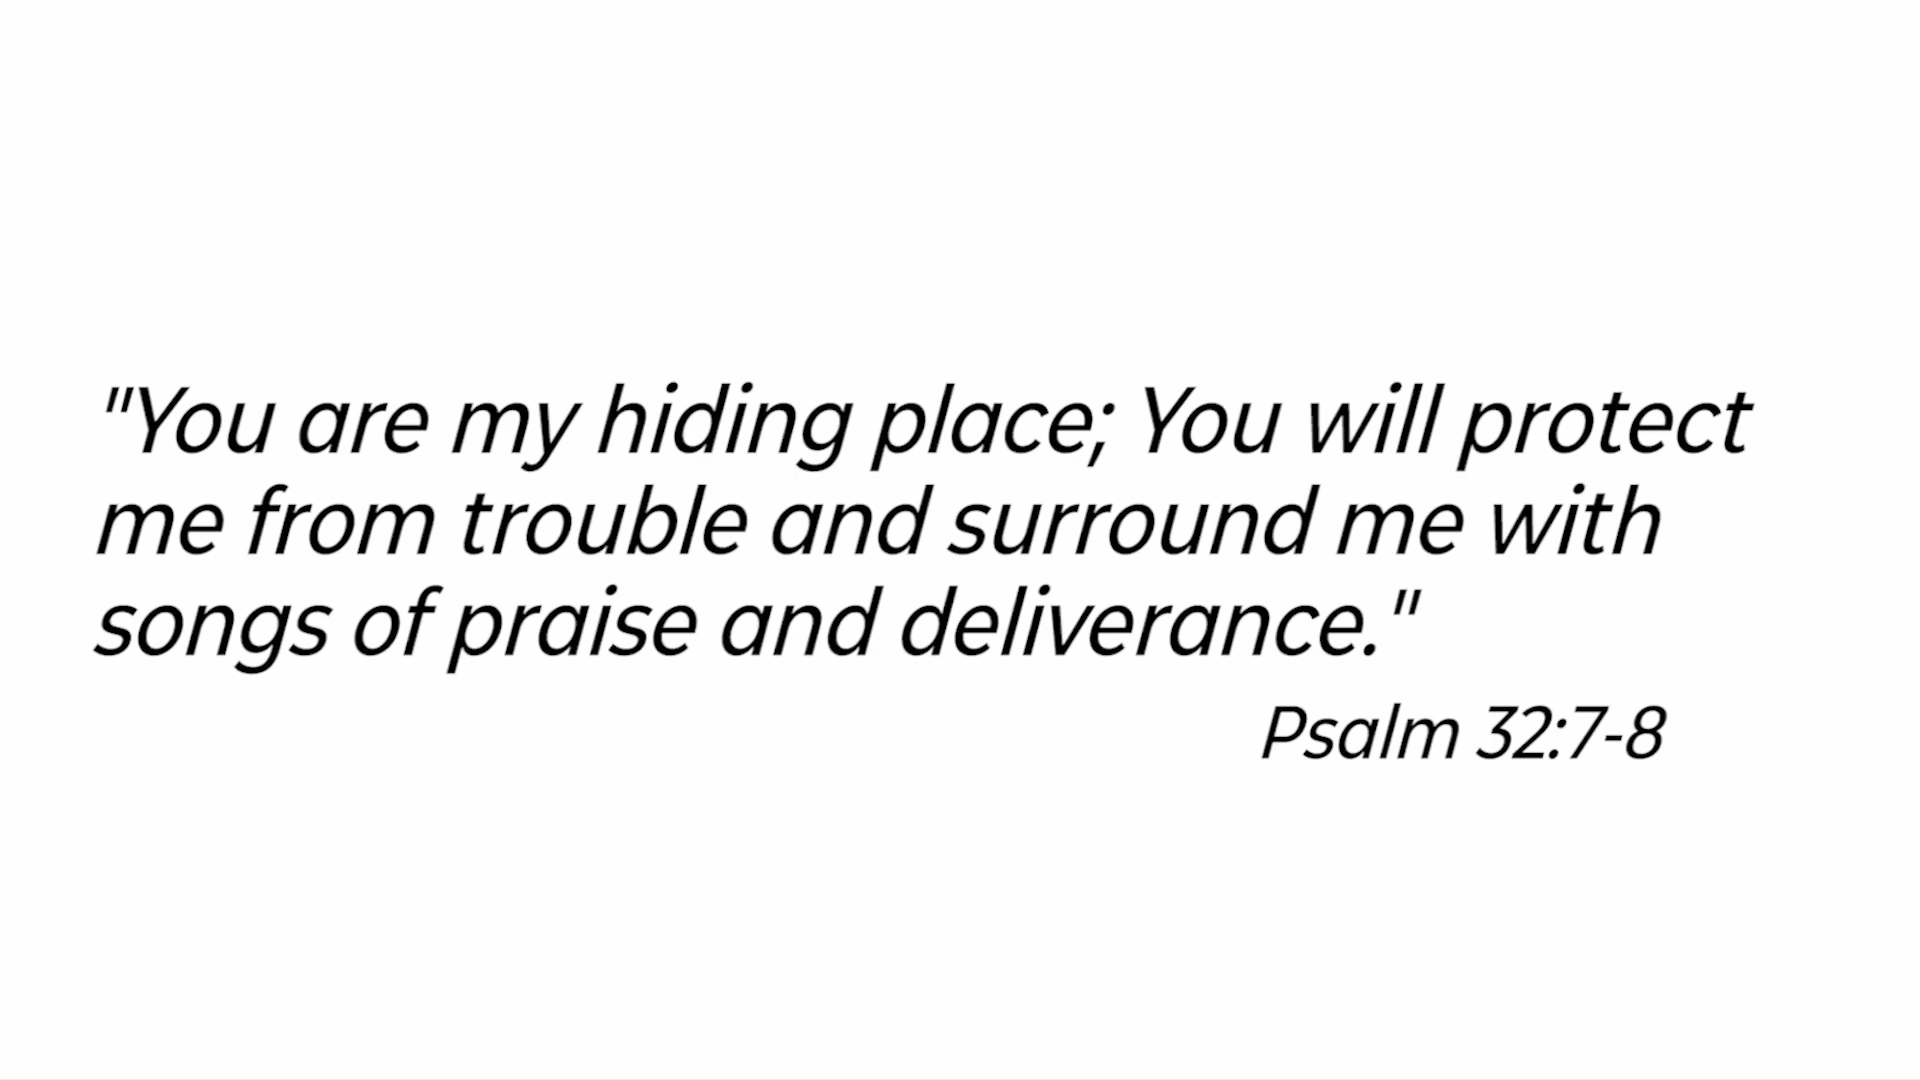 "You are my hiding place; You will protect
me from trouble and surround me with
songs of praise and deliverance."
Psalm 32:7-8